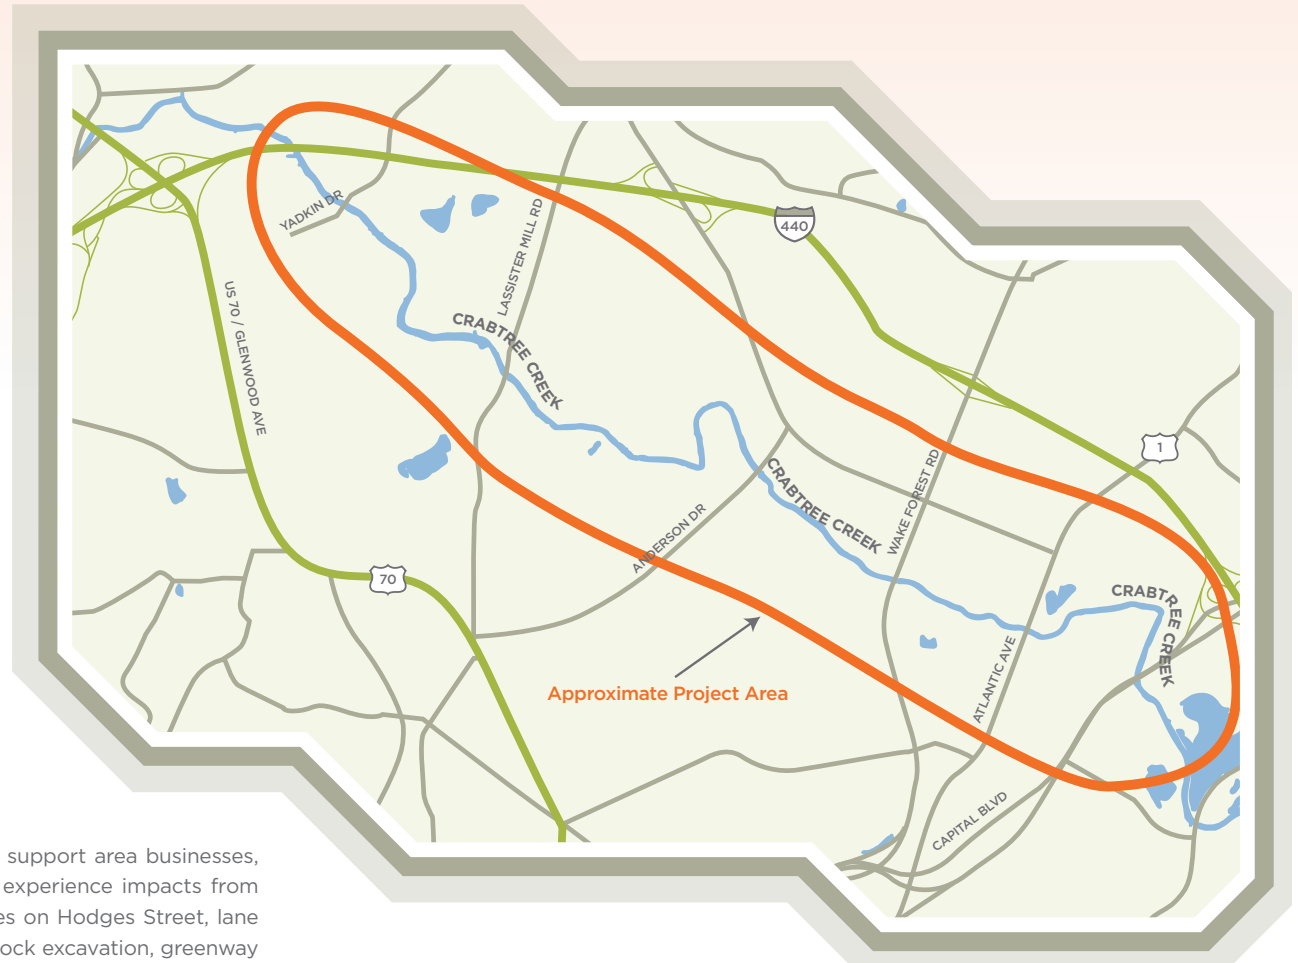 YADKIN DR
440
LASSISTER MILL RD
US 70 / GLENWOOD AVE
CRABTREE CREEK
1
WAKE FOREST RD
CRABTREE CREEK
ANDERSON DR
70
CRABTREE CREEK
ATLANTIC AVE
Approximate Project Area
CAPITAL BLVD
support area businesses,
experience impacts from
es on Hodges Street, lane
ock excavation, greenway